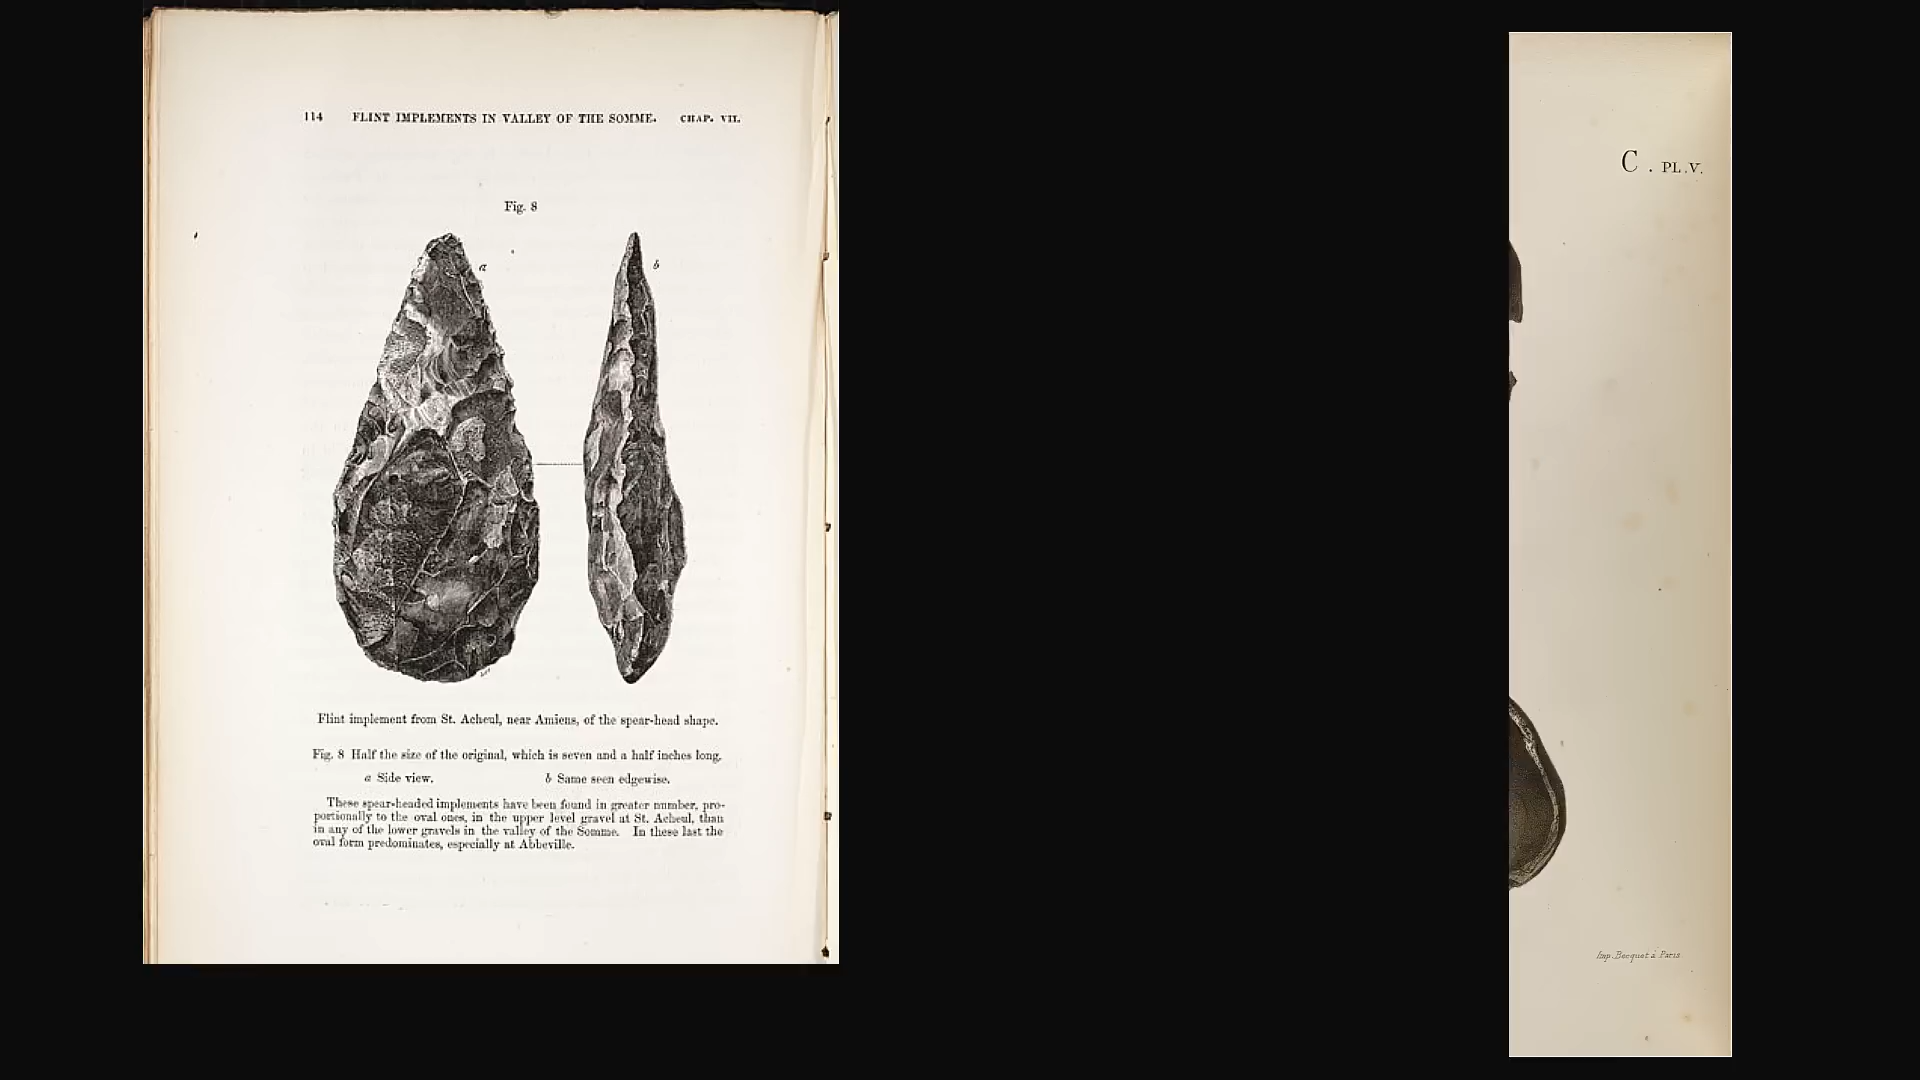 114 FLINT IMPLEMENTS IN VALLEY OF THE SOMME. CHAP. VII.
Fig. 8
a
b
Flint implement from St. Acheul, near Amiens, of the spear-head shape.
Fig. 8 Half the size of the original, which is seven and a half inches long.
a Side view. b Same seen edgewise.
These spear-headed implements have been found in greater number, pro-
portionally to the oval ones, in the upper level gravel at St. Acheul, than
in any of the lower gravels in the valley of the Somme. In these last the
oval form predominates, especially at Abbeville.
C . PL.V.
Imp. Becquet à Paris